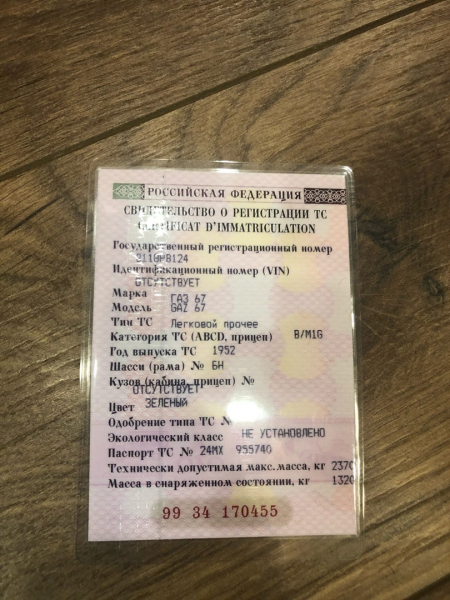 РОССИЙСКАЯ ФЕДЕРАЦИЯ
СВИДЕТЕЛЬСТВО О РЕГИСТРАЦИИ ТС
CERTIFICAT D'IMMATRICULATION
Государственный регистрационный номер
Идентификационный номер (VIN)
ОТСУТСТВУЕТ
Марка ГАЗ 67
Модель GAZ 67
Тип ТС Легковой прочее
Категория ТС (ABCD, прицеп) B/M1G
Год выпуска ТС 1952
Шасси (рама) № БН
Кузов (кабина, прицеп) №
ОТСУТСТВУЕТ
Цвет ЗЕЛЕНЫЙ
Одобрение типа ТС №
Экологический класс НЕ УСТАНОВЛЕНО
Паспорт ТС № 24МХ 955740
Технически допустимая макс. масса, кг 2370
Масса в снаряженном состоянии, кг 1320
99 34 170455